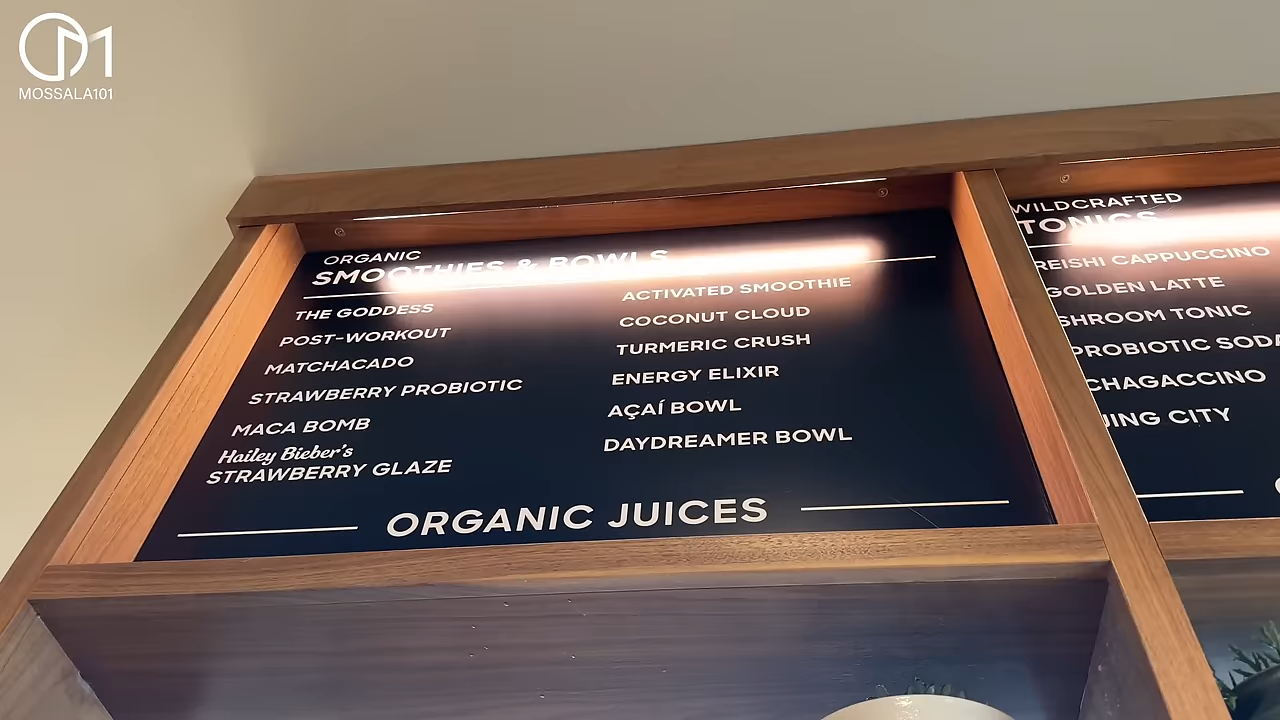 MOSSALA101
ORGANIC
SMOOTHIES & BOWLS
THE GODDESS
POST-WORKOUT
MATCHACADO
STRAWBERRY PROBIOTIC
MACA BOMB
Hailey Bieber's
STRAWBERRY GLAZE
ACTIVATED SMOOTHIE
COCONUT CLOUD
TURMERIC CRUSH
ENERGY ELIXIR
AÇAÍ BOWL
DAYDREAMER BOWL
ORGANIC JUICES
WILDCRAFTED
TONICS
REISHI CAPPUCCINO
GOLDEN LATTE
SHROOM TONIC
PROBIOTIC SODA
CHAGACCINO
CITY